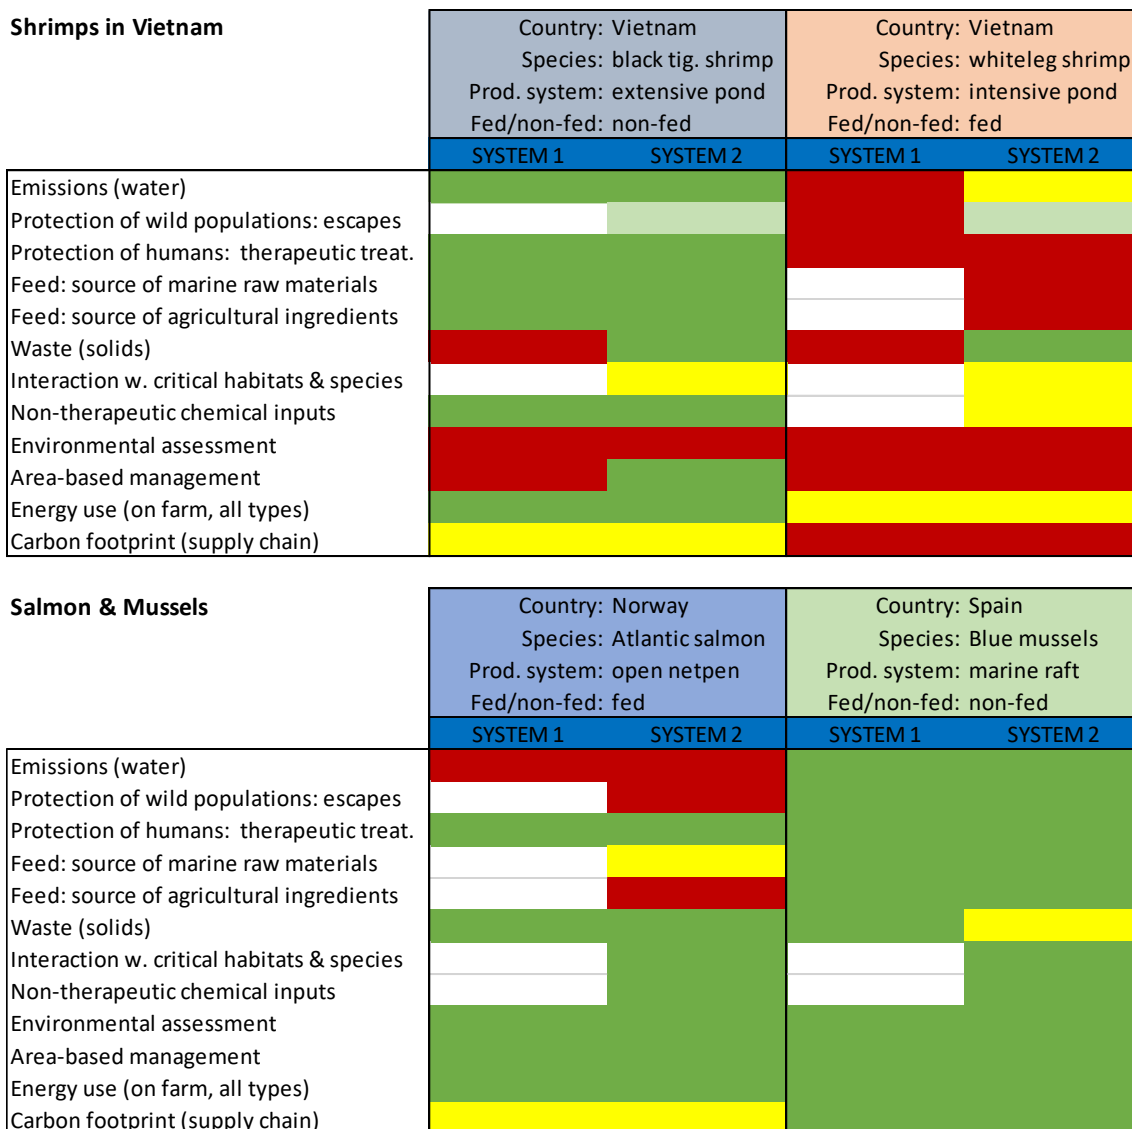 Shrimps in Vietnam
Country: Vietnam
Species: black tig. shrimp
Prod. system: extensive pond
Fed/non-fed: non-fed
Country: Vietnam
Species: whiteleg shrimp
Prod. system: intensive pond
Fed/non-fed: fed
SYSTEM 1 SYSTEM 2 SYSTEM 1 SYSTEM 2
Emissions (water)
Protection of wild populations: escapes
Protection of humans: therapeutic treat.
Feed: source of marine raw materials
Feed: source of agricultural ingredients
Waste (solids)
Interaction w. critical habitats & species
Non-therapeutic chemical inputs
Environmental assessment
Area-based management
Energy use (on farm, all types)
Carbon footprint (supply chain)
Salmon & Mussels
Country: Norway
Species: Atlantic salmon
Prod. system: open netpen
Fed/non-fed: fed
Country: Spain
Species: Blue mussels
Prod. system: marine raft
Fed/non-fed: non-fed
SYSTEM 1 SYSTEM 2 SYSTEM 1 SYSTEM 2
Emissions (water)
Protection of wild populations: escapes
Protection of humans: therapeutic treat.
Feed: source of marine raw materials
Feed: source of agricultural ingredients
Waste (solids)
Interaction w. critical habitats & species
Non-therapeutic chemical inputs
Environmental assessment
Area-based management
Energy use (on farm, all types)
Carbon footprint (supply chain)